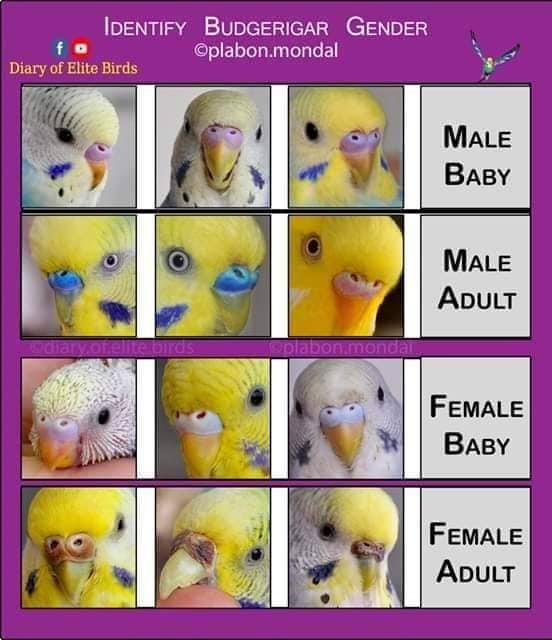 Identify Budgerigar Gender
©plabon.mondal
f
Diary of Elite Birds
Male
Baby
Male
Adult
©diary.of.elite.birds ©plabon.mondal
Female
Baby
Female
Adult